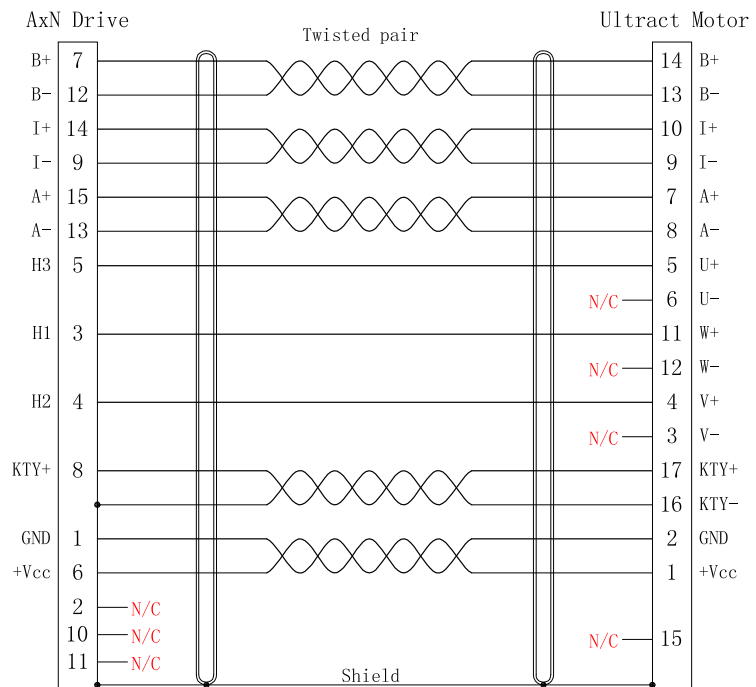 AxN Drive Ultract Motor
Twisted pair
B+ 7 14 B+
B- 12 13 B-
I+ 14 10 I+
I- 9 9 I-
A+ 15 7 A+
A- 13 8 A-
H3 5 5 U+
N/C 6 U-
H1 3 11 W+
N/C 12 W-
H2 4 4 V+
N/C 3 V-
KTY+ 8 17 KTY+
16 KTY-
GND 1 2 GND
+Vcc 6 1 +Vcc
2 N/C
10 N/C N/C 15
11 N/C
Shield